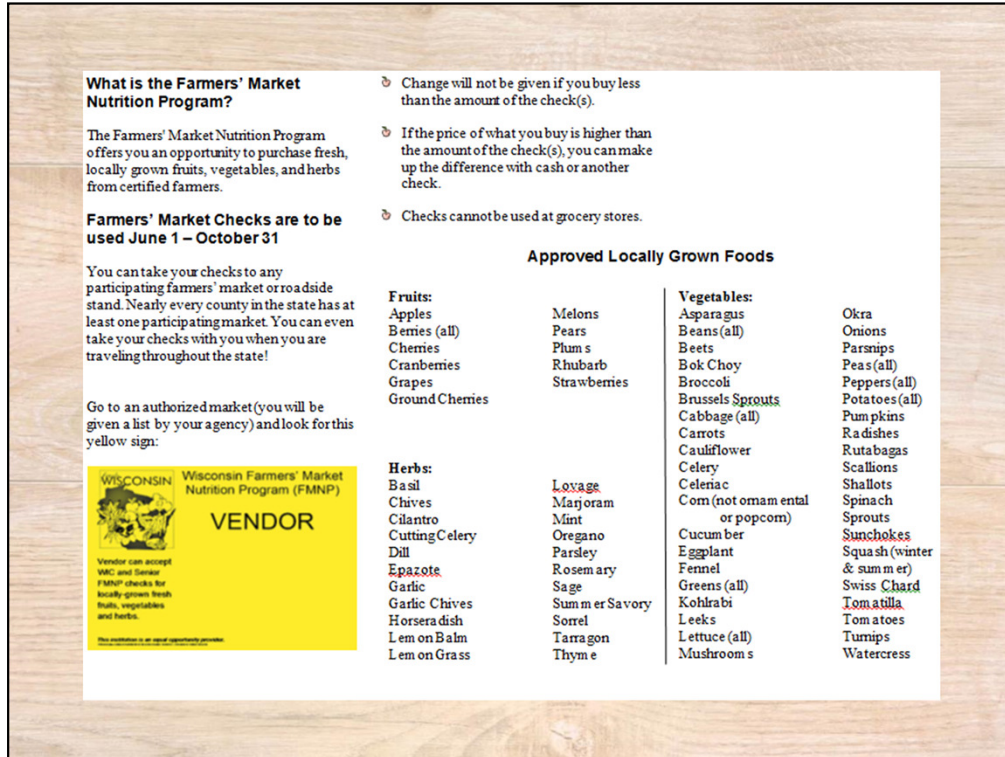 What is the Farmers' Market
Nutrition Program?
The Farmers' Market Nutrition Program
offers you an opportunity to purchase fresh,
locally grown fruits, vegetables, and herbs
from certified farmers.
Farmers' Market Checks are to be
used June 1 – October 31
You can take your checks to any
participating farmers' market or roadside
stand. Nearly every county in the state has at
least one participating market. You can even
take your checks with you when you are
traveling throughout the state!
Go to an authorized market (you will be
given a list by your agency) and look for this
yellow sign:
WISCONSIN
Wisconsin Farmers' Market
Nutrition Program (FMNP)
VENDOR
Vendor can accept
WIC and Senior
FMNP checks for
locally-grown fresh
fruits, vegetables
and herbs.
This institution is an equal opportunity provider.
Change will not be given if you buy less
than the amount of the check(s).
If the price of what you buy is higher than
the amount of the check(s), you can make
up the difference with cash or another
check.
Checks cannot be used at grocery stores.
Approved Locally Grown Foods
Fruits:
Apples
Berries (all)
Cherries
Cranberries
Grapes
Ground Cherries
Melons
Pears
Plums
Rhubarb
Strawberries
Herbs:
Basil
Chives
Cilantro
Cutting Celery
Dill
Epazote
Garlic
Garlic Chives
Horseradish
Lemon Balm
Lemon Grass
Lovage
Marjoram
Mint
Oregano
Parsley
Rosemary
Sage
Summer Savory
Sorrel
Tarragon
Thyme
Vegetables:
Asparagus
Beans (all)
Beets
Bok Choy
Broccoli
Brussels Sprouts
Cabbage (all)
Carrots
Cauliflower
Celery
Celeriac
Corn (not ornamental
or popcorn)
Cucumber
Eggplant
Fennel
Greens (all)
Kohlrabi
Leeks
Lettuce (all)
Mushrooms
Okra
Onions
Parsnips
Peas (all)
Peppers (all)
Potatoes (all)
Pumpkins
Radishes
Rutabagas
Scallions
Shallots
Spinach
Sprouts
Sunchokes
Squash (winter
& summer)
Swiss Chard
Tomatilla
Tomatoes
Turnips
Watercress